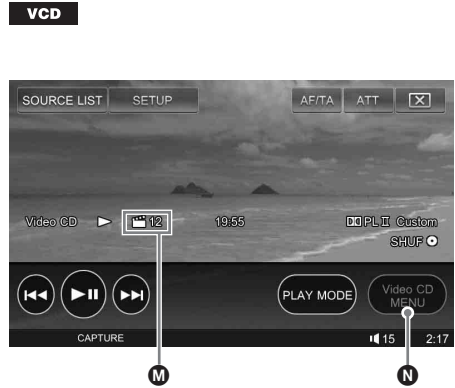 VCD
SOURCE LIST SETUP AF/TA ATT
Video CD 12 19:55 PL II Custom
SHUF
PLAY MODE Video CD
MENU
CAPTURE 15 2:17
M N